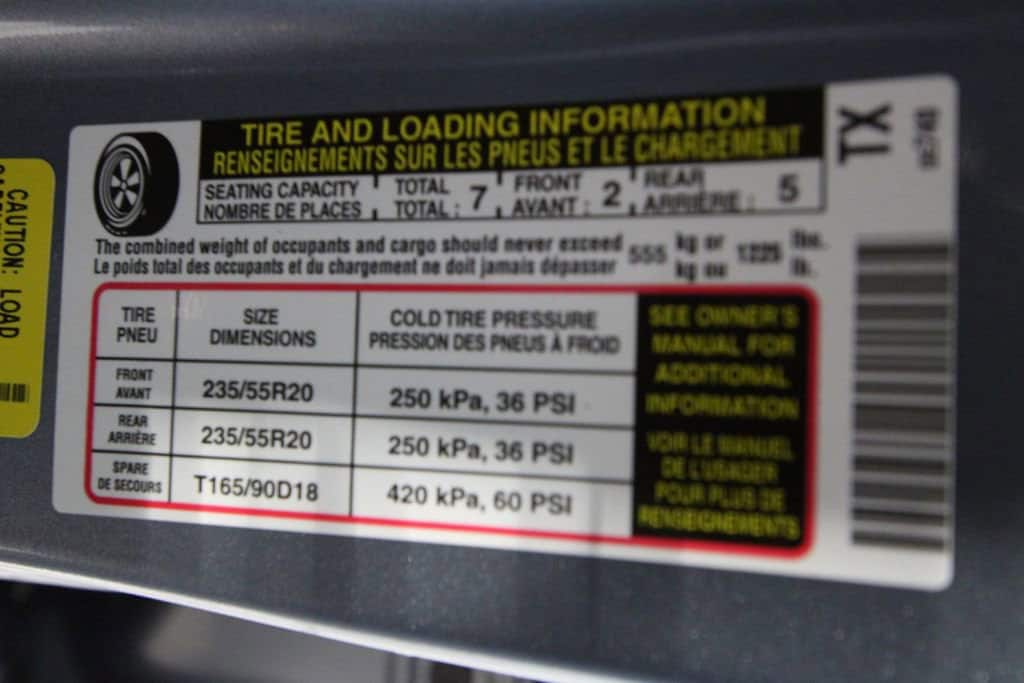 CAUTION: LOAD
TIRE AND LOADING INFORMATION
RENSEIGNEMENTS SUR LES PNEUS ET LE CHARGEMENT
TX
SEATING CAPACITY TOTAL 7 FRONT 2 REAR 5
NOMBRE DE PLACES TOTAL : AVANT : ARRIÈRE :
The combined weight of occupants and cargo should never exceed 555 kg or 1225 lbs.
Le poids total des occupants et du chargement ne doit jamais dépasser kg ou lb.
TIRE
PNEU
SIZE
DIMENSIONS
COLD TIRE PRESSURE
PRESSION DES PNEUS À FROID
FRONT
AVANT
235/55R20
250 kPa, 36 PSI
REAR
ARRIÈRE
235/55R20
250 kPa, 36 PSI
SPARE
DE SECOURS
T165/90D18
420 kPa, 60 PSI
SEE OWNER'S
MANUAL FOR
ADDITIONAL
INFORMATION
VOIR LE MANUEL
DE L'USAGER
POUR PLUS DE
RENSEIGNEMENTS